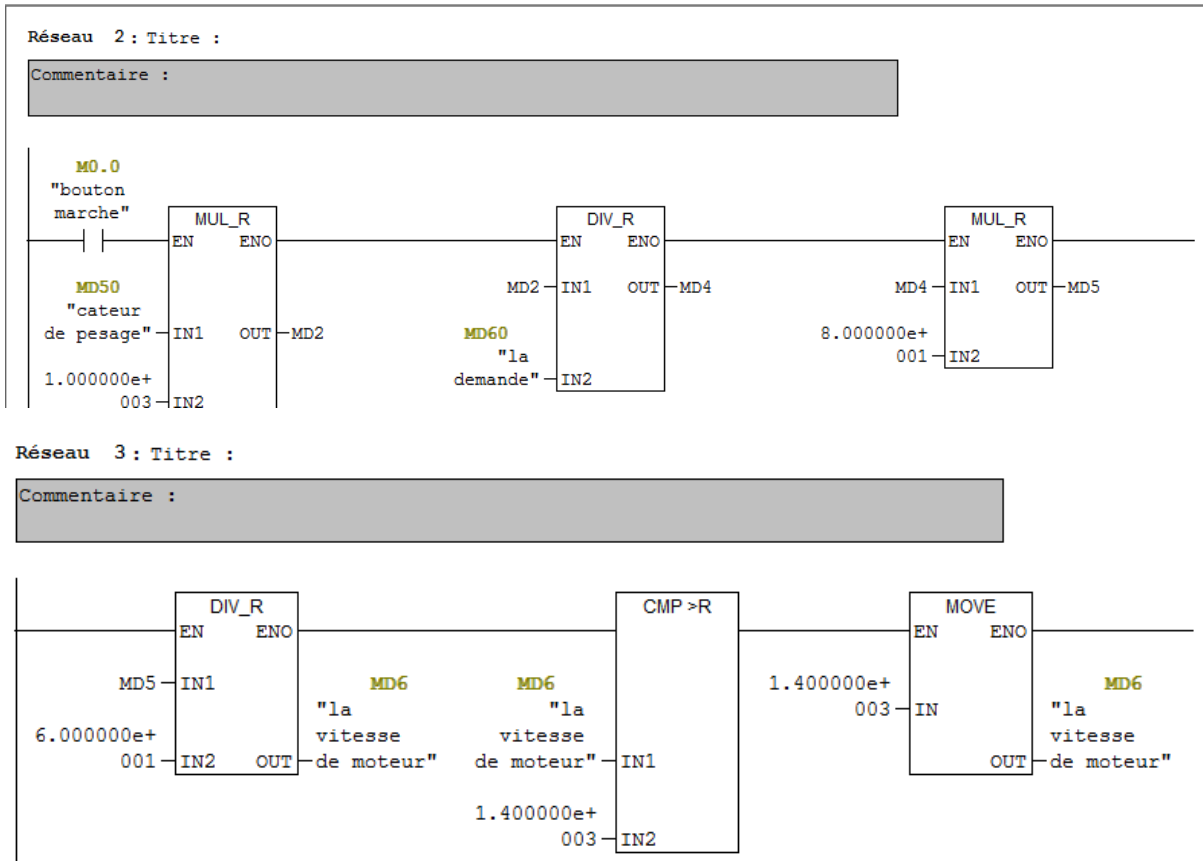 Réseau 2 : Titre :
Commentaire :
M0.0
"bouton
marche"
MUL_R
EN ENO
MD50
"cateur
de pesage"
IN1 OUT MD2
1.000000e+
003 IN2
DIV_R
EN ENO
MD2 IN1 OUT MD4
MD60
"la
demande" IN2
MUL_R
EN ENO
MD4 IN1 OUT MD5
8.000000e+
001 IN2
Réseau 3 : Titre :
Commentaire :
DIV_R
EN ENO
MD5 IN1
6.000000e+
001 IN2 OUT
MD6
"la
vitesse
de moteur"
CMP >R
MD6
"la
vitesse
de moteur" IN1
1.400000e+
003 IN2
MOVE
EN ENO
1.400000e+
003 IN
OUT
MD6
"la
vitesse
de moteur"